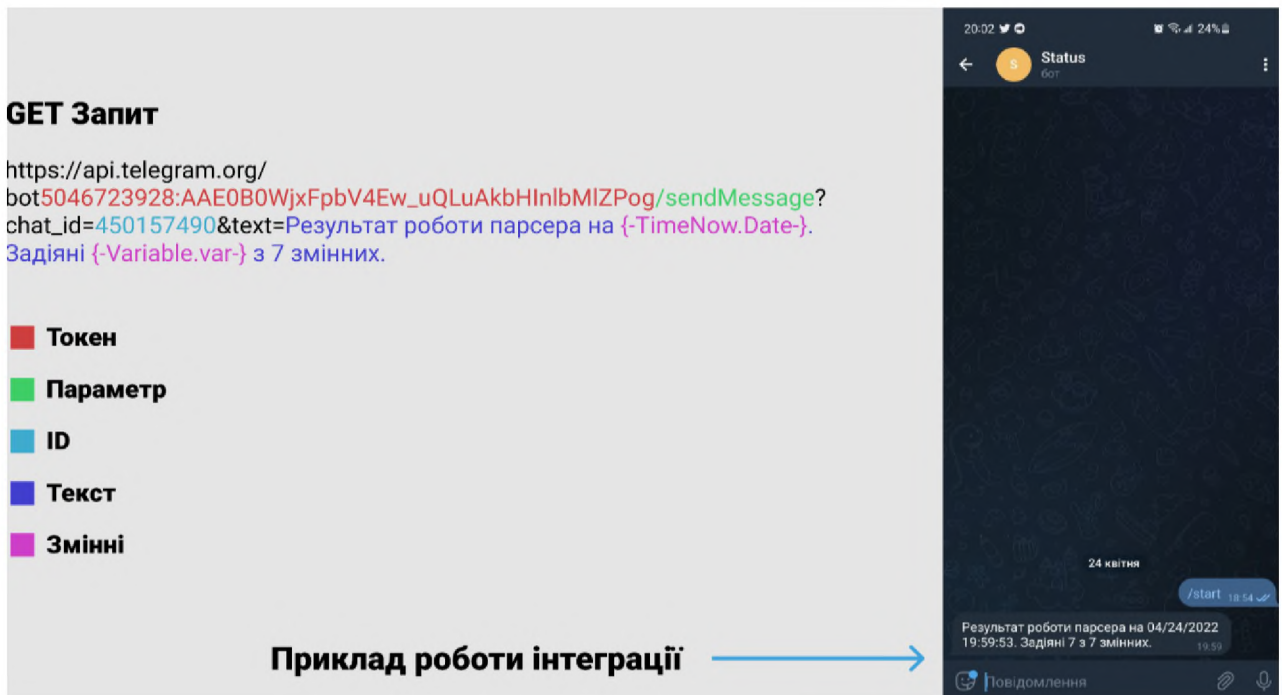 GET Запит
https://api.telegram.org/
bot5046723928:AAE0B0WjxFpbV4Ew_uQLuAkbHInlbMlZPog/sendMessage?
chat_id=450157490&text=Результат роботи парсера на {-TimeNow.Date-}.
Задіяні {-Variable.var-} з 7 змінних.
Токен
Параметр
ID
Текст
Змінні
Приклад роботи інтеграції
20:02
24%
S
Status
бот
24 квітня
/start 18:54
Результат роботи парсера на 04/24/2022
19:59:53. Задіяні 7 з 7 змінних.
19:59
Повідомлення